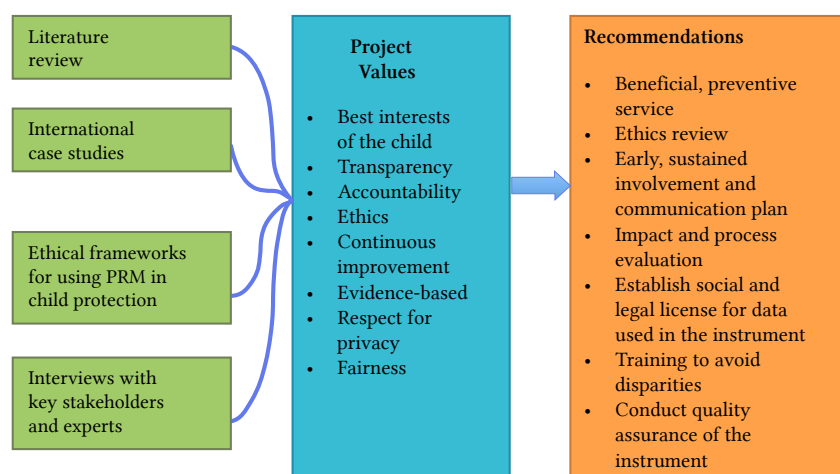 Literature
review
International
case studies
Ethical frameworks
for using PRM in
child protection
Interviews with
key stakeholders
and experts
Project
Values
• Best interests
of the child
• Transparency
• Accountability
• Ethics
• Continuous
improvement
• Evidence-based
• Respect for
privacy
• Fairness
Recommendations
• Beneficial, preventive
service
• Ethics review
• Early, sustained
involvement and
communication plan
• Impact and process
evaluation
• Establish social and
legal license for data
used in the instrument
• Training to avoid
disparities
• Conduct quality
assurance of the
instrument